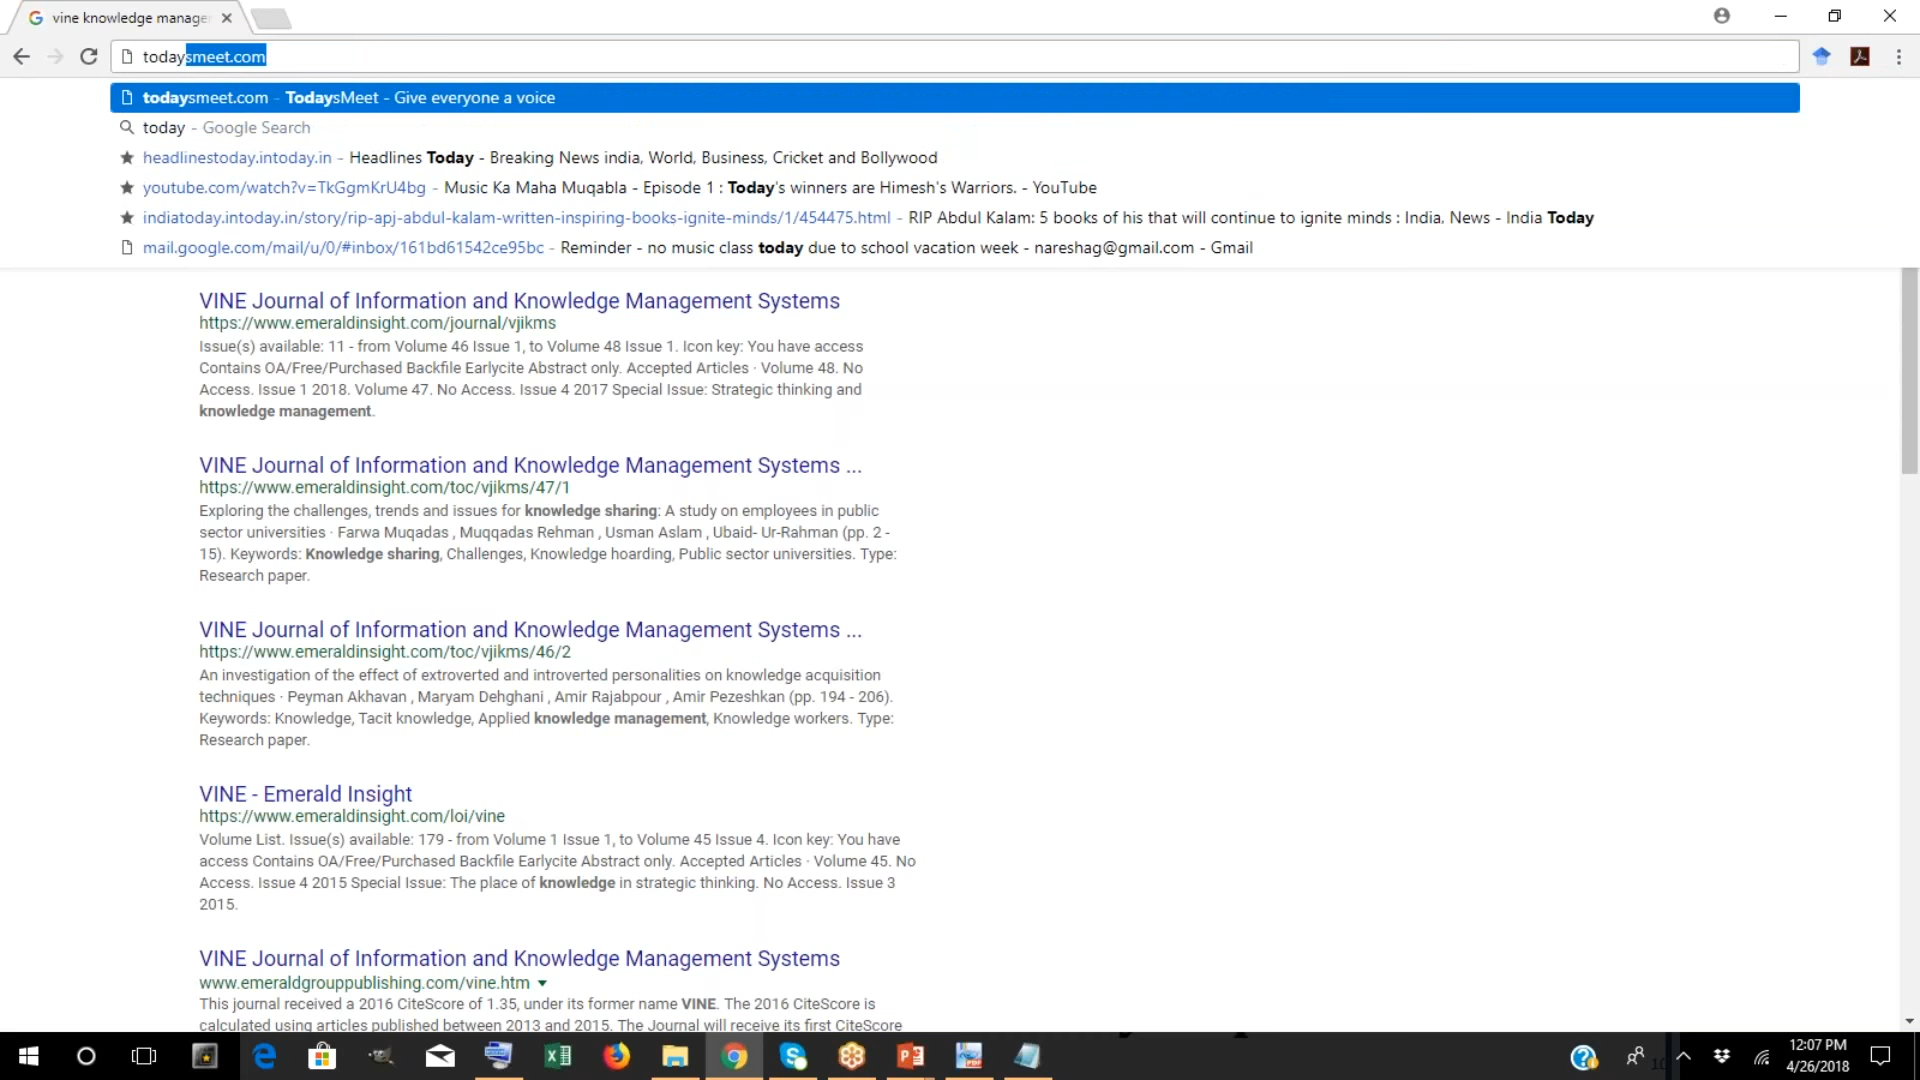 vine knowledge manage
todaysmeet.com
todaysmeet.com - TodaysMeet - Give everyone a voice
today - Google Search
headlinestoday.intoday.in - Headlines Today - Breaking News india, World, Business, Cricket and Bollywood
youtube.com/watch?v=TkGgmKrU4bg - Music Ka Maha Muqabla - Episode 1 : Today's winners are Himesh's Warriors. - YouTube
indiatoday.intoday.in/story/rip-apj-abdul-kalam-written-inspiring-books-ignite-minds/1/454475.html - RIP Abdul Kalam: 5 books of his that will continue to ignite minds : India, News - India Today
mail.google.com/mail/u/0/#inbox/161bd61542ce95bc - Reminder - no music class today due to school vacation week - nareshag@gmail.com - Gmail
VINE Journal of Information and Knowledge Management Systems
https://www.emeraldinsight.com/journal/vjikms
Issue(s) available: 11 - from Volume 46 Issue 1, to Volume 48 Issue 1. Icon key: You have access
Contains OA/Free/Purchased Backfile Earlycite Abstract only. Accepted Articles · Volume 48. No
Access. Issue 1 2018. Volume 47. No Access. Issue 4 2017 Special Issue: Strategic thinking and
knowledge management.
VINE Journal of Information and Knowledge Management Systems ...
https://www.emeraldinsight.com/toc/vjikms/47/1
Exploring the challenges, trends and issues for knowledge sharing: A study on employees in public
sector universities · Farwa Muqadas , Muqqadas Rehman , Usman Aslam , Ubaid- Ur-Rahman (pp. 2 -
15). Keywords: Knowledge sharing, Challenges, Knowledge hoarding, Public sector universities. Type:
Research paper.
VINE Journal of Information and Knowledge Management Systems ...
https://www.emeraldinsight.com/toc/vjikms/46/2
An investigation of the effect of extroverted and introverted personalities on knowledge acquisition
techniques · Peyman Akhavan , Maryam Dehghani , Amir Rajabpour , Amir Pezeshkan (pp. 194 - 206).
Keywords: Knowledge, Tacit knowledge, Applied knowledge management, Knowledge workers. Type:
Research paper.
VINE - Emerald Insight
https://www.emeraldinsight.com/loi/vine
Volume List. Issue(s) available: 179 - from Volume 1 Issue 1, to Volume 45 Issue 4. Icon key: You have
access Contains OA/Free/Purchased Backfile Earlycite Abstract only. Accepted Articles · Volume 45. No
Access. Issue 4 2015 Special Issue: The place of knowledge in strategic thinking. No Access. Issue 3
2015.
VINE Journal of Information and Knowledge Management Systems
www.emeraldgrouppublishing.com/vine.htm
This journal received a 2016 CiteScore of 1.35, under its former name VINE. The 2016 CiteScore is
calculated using articles published between 2013 and 2015. The Journal will receive its first CiteScore
12:07 PM
4/26/2018